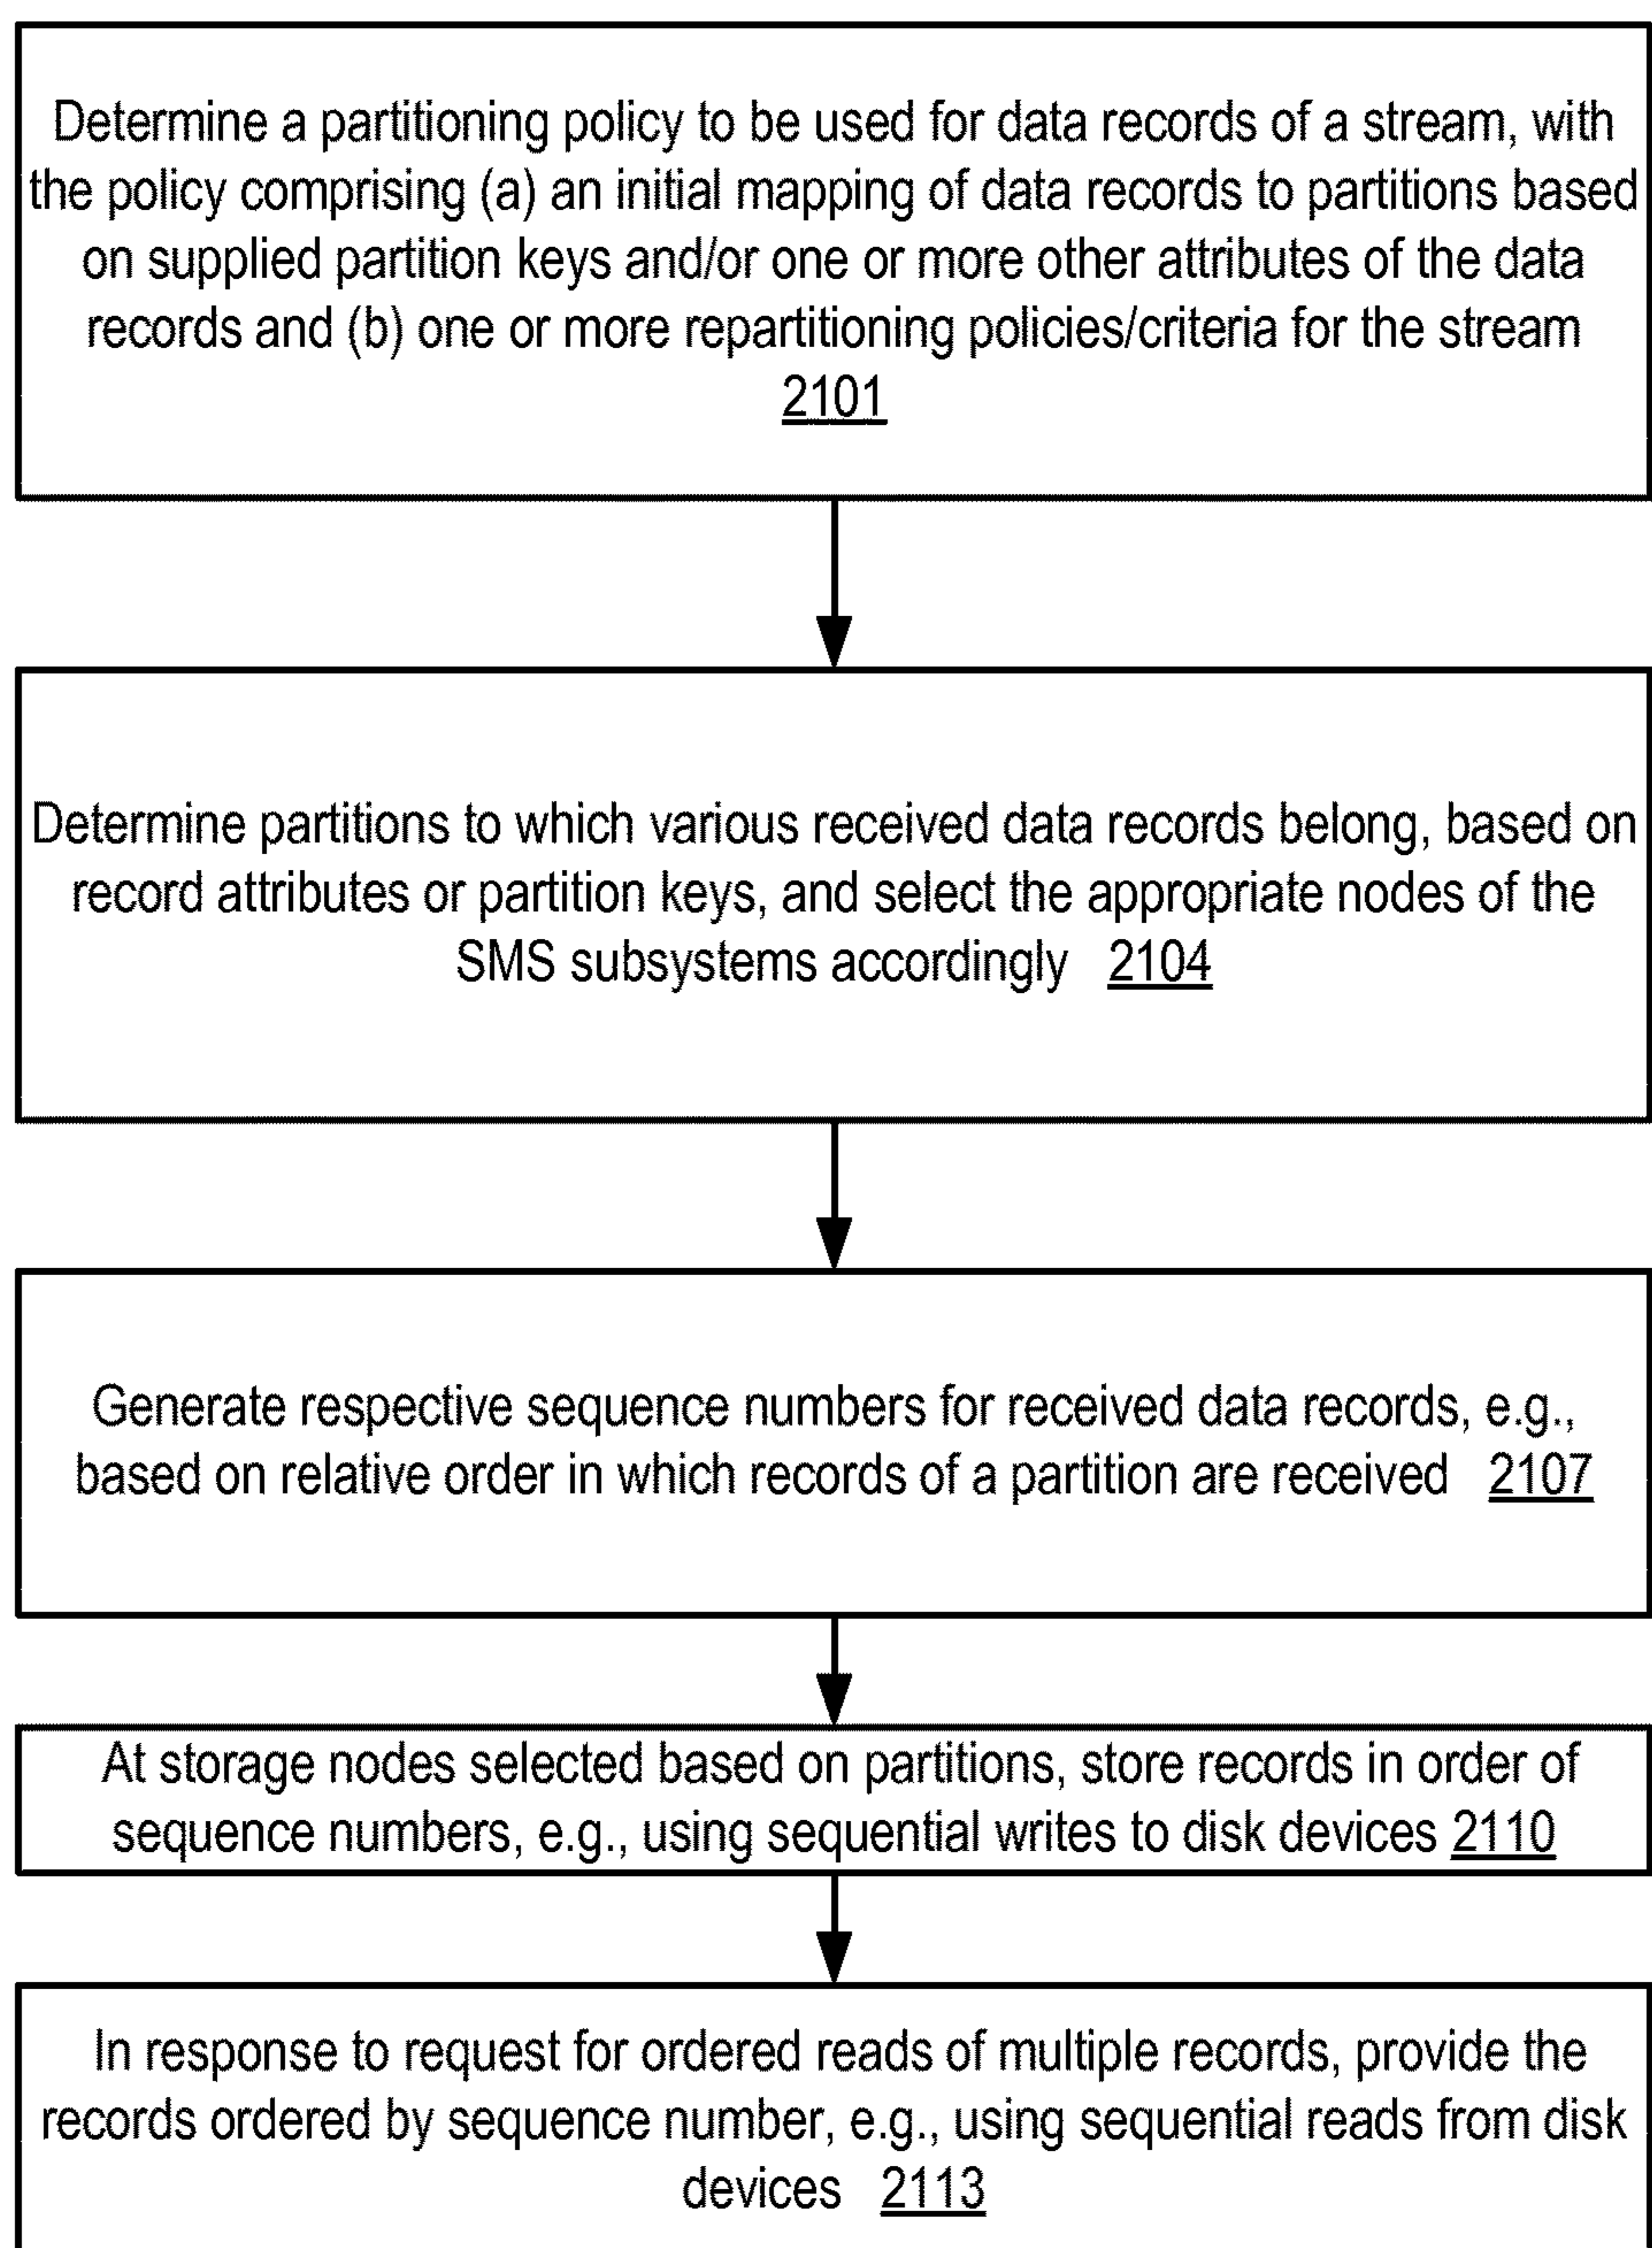 Determine a partitioning policy to be used for data records of a stream, with
the policy comprising (a) an initial mapping of data records to partitions based
on supplied partition keys and/or one or more other attributes of the data
records and (b) one or more repartitioning policies/criteria for the stream
2101
Determine partitions to which various received data records belong, based on
record attributes or partition keys, and select the appropriate nodes of the
SMS subsystems accordingly 2104
Generate respective sequence numbers for received data records, e.g.,
based on relative order in which records of a partition are received 2107
At storage nodes selected based on partitions, store records in order of
sequence numbers, e.g., using sequential writes to disk devices 2110
In response to request for ordered reads of multiple records, provide the
records ordered by sequence number, e.g., using sequential reads from disk
devices 2113